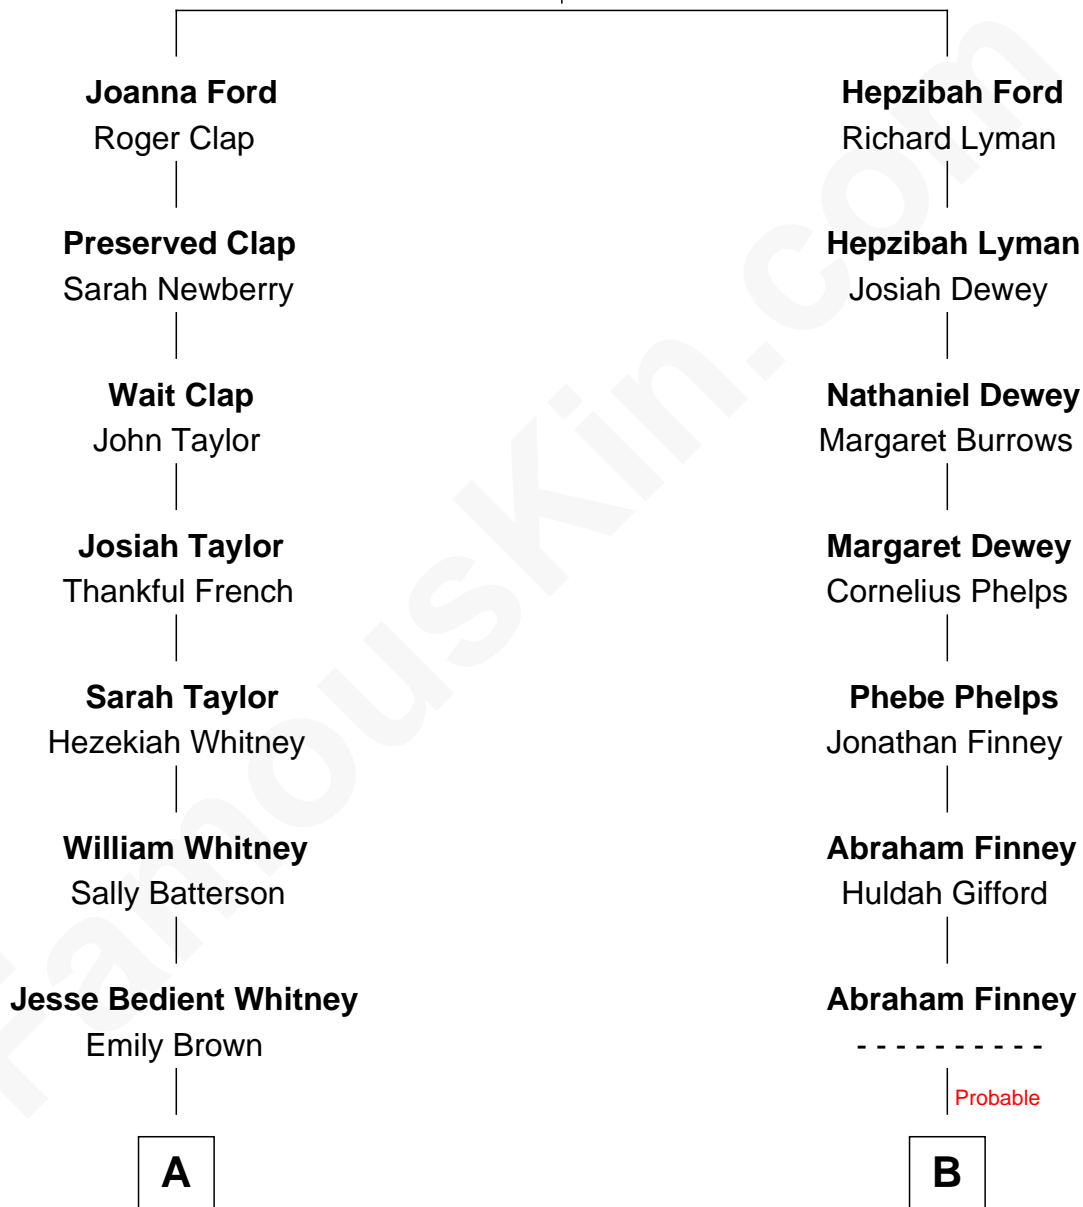 Joanna Ford
Roger Clap
Preserved Clap
Sarah Newberry
Wait Clap
John Taylor
Josiah Taylor
Thankful French
Sarah Taylor
Hezekiah Whitney
William Whitney
Sally Batterson
Jesse Bedient Whitney
Emily Brown
A
Hepzibah Ford
Richard Lyman
Hepzibah Lyman
Josiah Dewey
Nathaniel Dewey
Margaret Burrows
Margaret Dewey
Cornelius Phelps
Phebe Phelps
Jonathan Finney
Abraham Finney
Huldah Gifford
Abraham Finney
- - - - - - - - - -
Probable
B
FamousKin.com